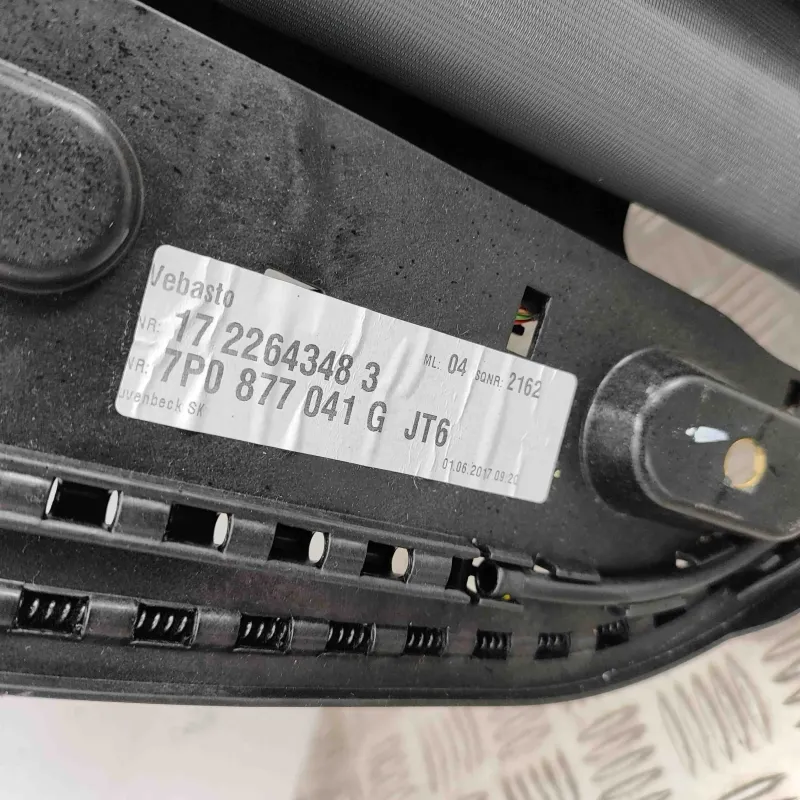 Vebasto
NR: 17 2264348 3 ML: 04 SQNR: 2162
NR: 7P0 877 041 G JT6
uvenbeck SK 01.06.2017 09:20